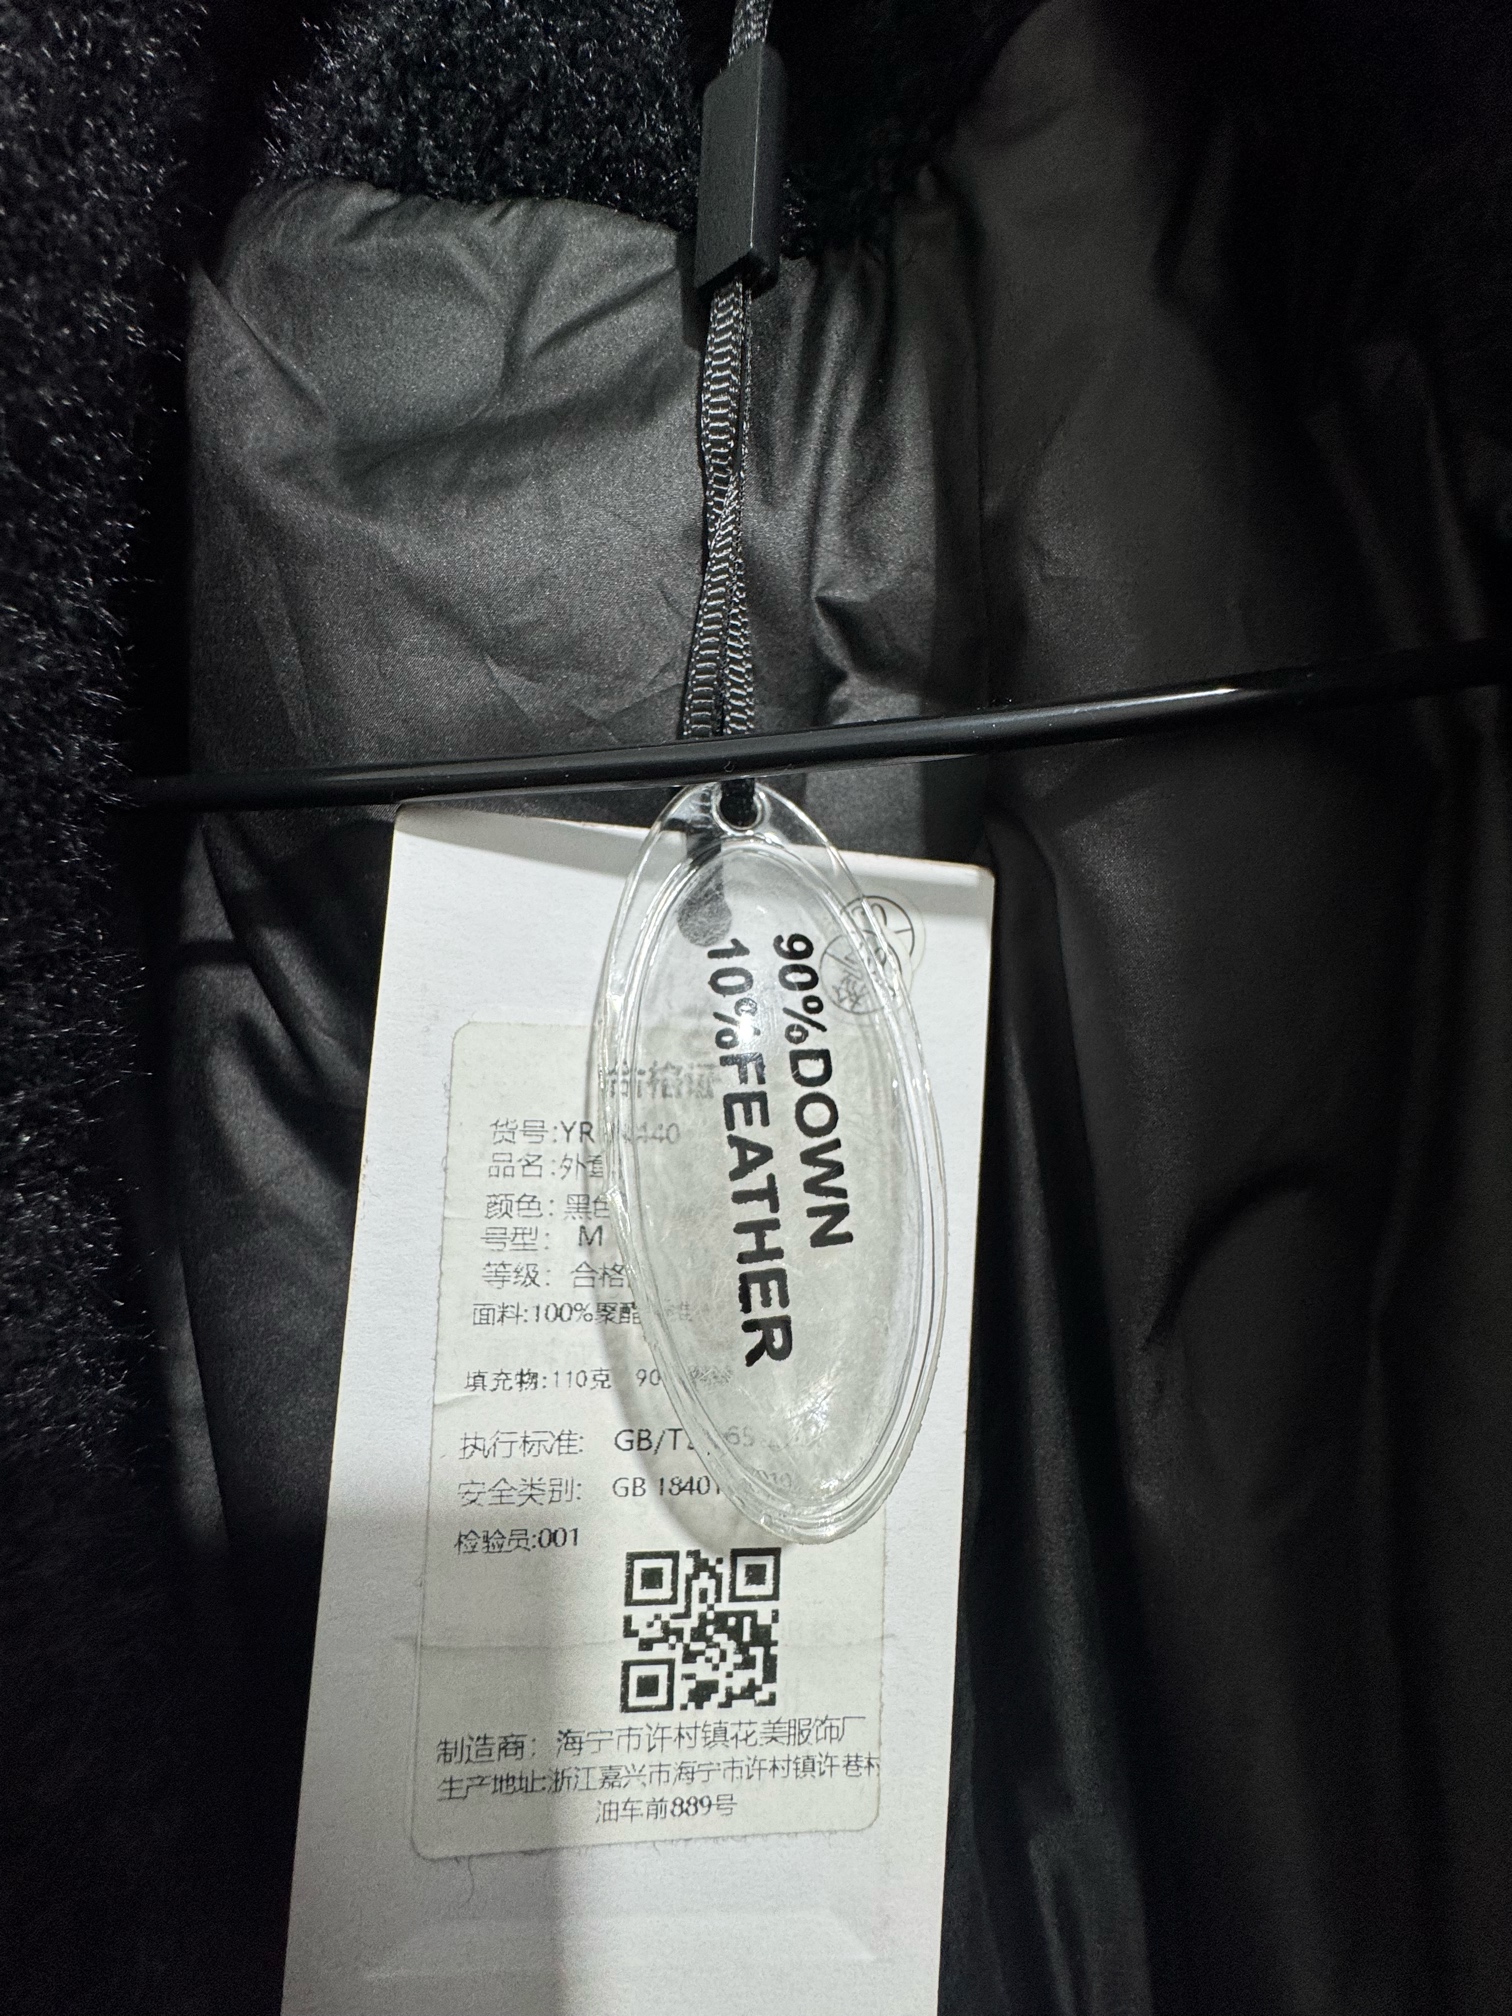 90%DOWN
10%FEATHER
合格证
货号:YR
品名:外套
颜色: 黑色
号型: M
等级: 合格
面料:100%聚酯
填充物:110克 90
执行标准: GB/T
安全类别: GB 18401
检验员:001
制造商: 海宁市许村镇花美服饰厂
生产地址:浙江嘉兴市海宁市许村镇许巷村
油车前889号